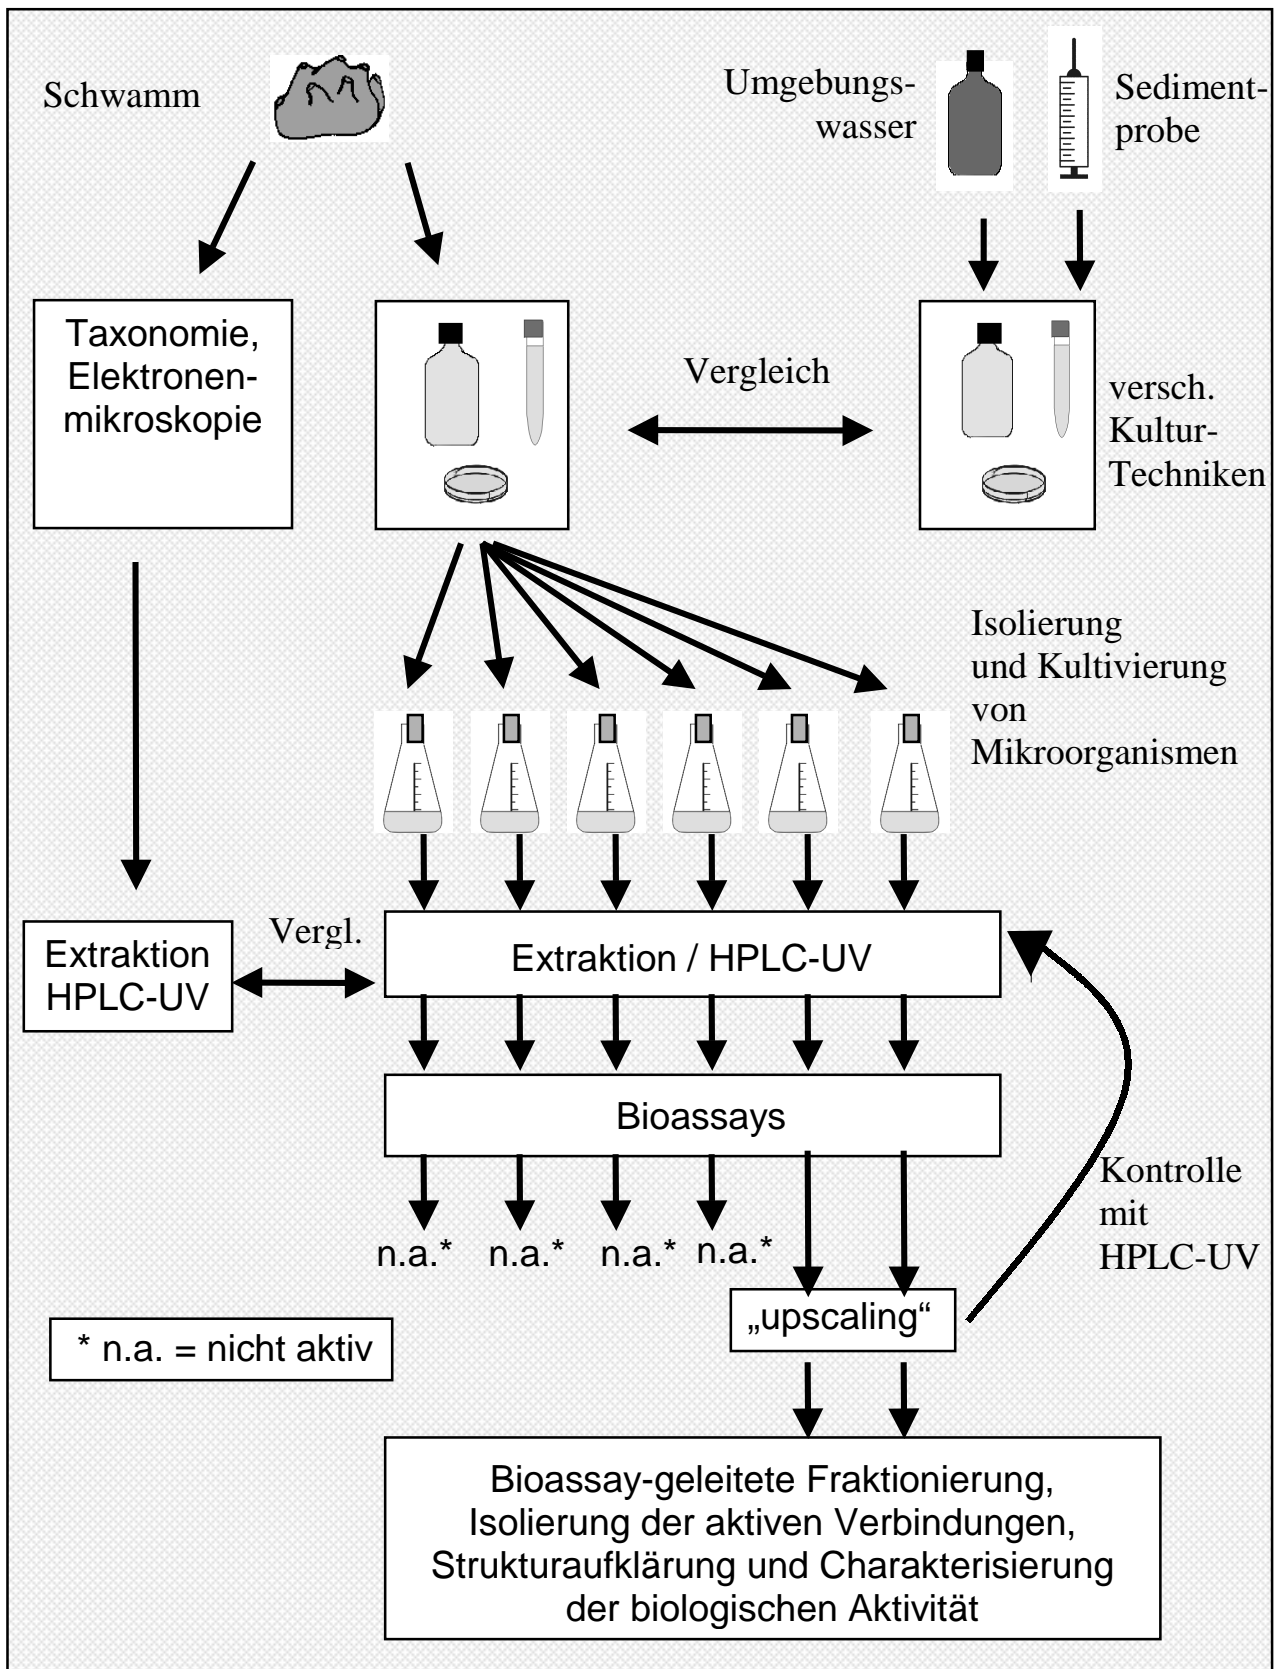 Schwamm
Umgebungs-
wasser
Sediment-
probe
Taxonomie,
Elektronen-
mikroskopie
Vergleich
versch.
Kultur-
Techniken
Isolierung
und Kultivierung
von
Mikroorganismen
Extraktion
HPLC-UV
Vergl.
Extraktion / HPLC-UV
Bioassays
n.a.* n.a.* n.a.* n.a.*
Kontrolle
mit
HPLC-UV
„upscaling“
* n.a. = nicht aktiv
Bioassay-geleitete Fraktionierung,
Isolierung der aktiven Verbindungen,
Strukturaufklärung und Charakterisierung
der biologischen Aktivität